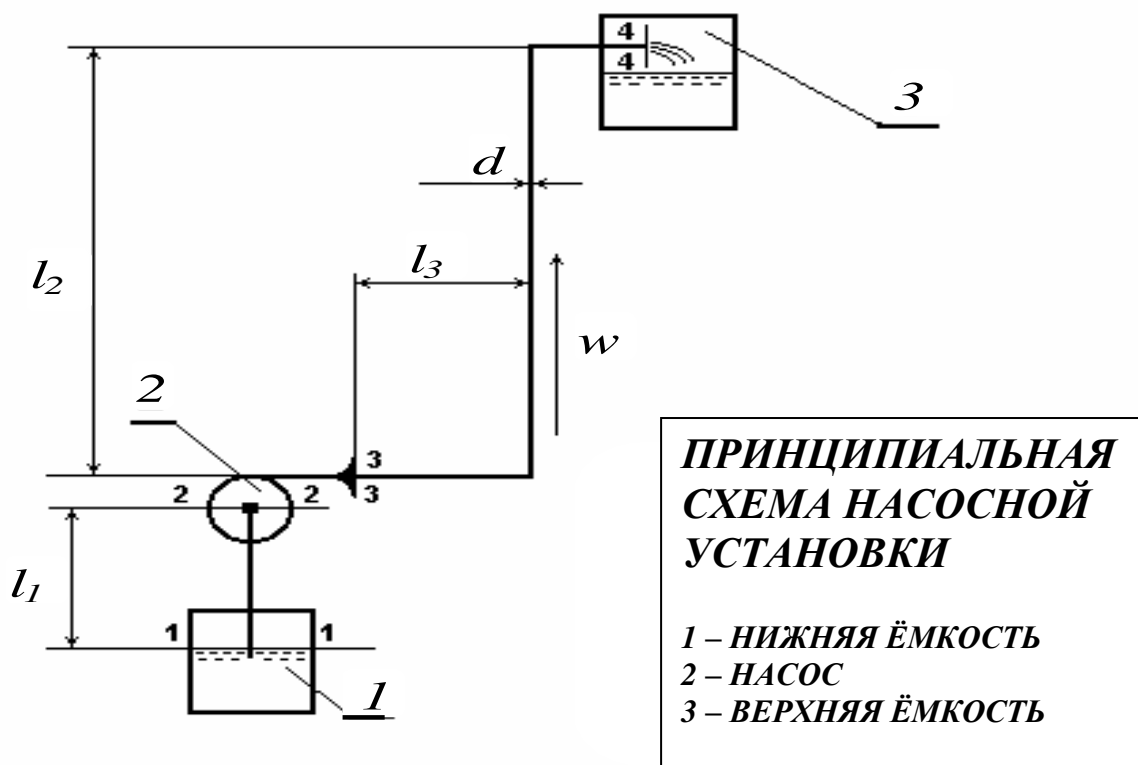 4
4
3
d
l3
l2
w
2
3
2 2
3
l1
1 1
1
ПРИНЦИПИАЛЬНАЯ
СХЕМА НАСОСНОЙ
УСТАНОВКИ
1 – НИЖНЯЯ ЁМКОСТЬ
2 – НАСОС
3 – ВЕРХНЯЯ ЁМКОСТЬ